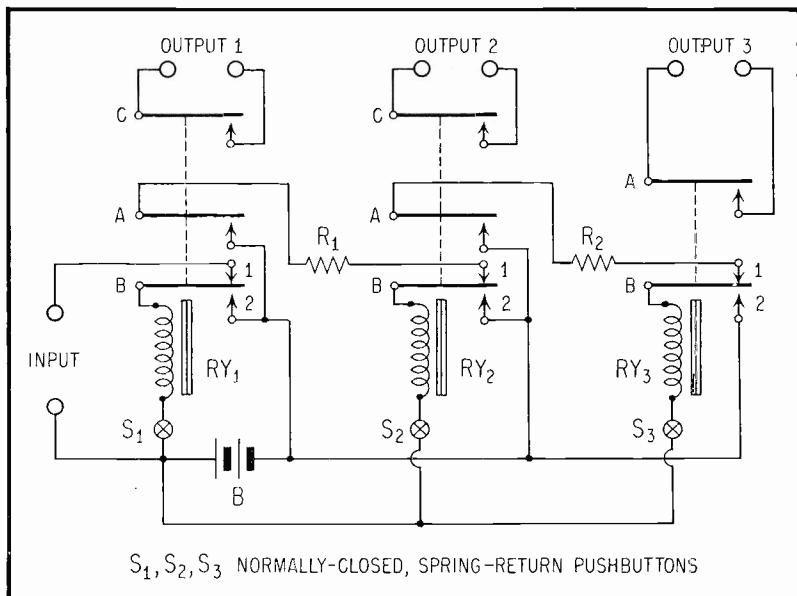 OUTPUT 1
OUTPUT 2
OUTPUT 3
C
C
A
A
A
R1
R2
1
1
1
B
B
B
2
2
2
INPUT
RY1
RY2
RY3
S1
S2
S3
B
S1, S2, S3 NORMALLY-CLOSED, SPRING-RETURN PUSHBUTTONS